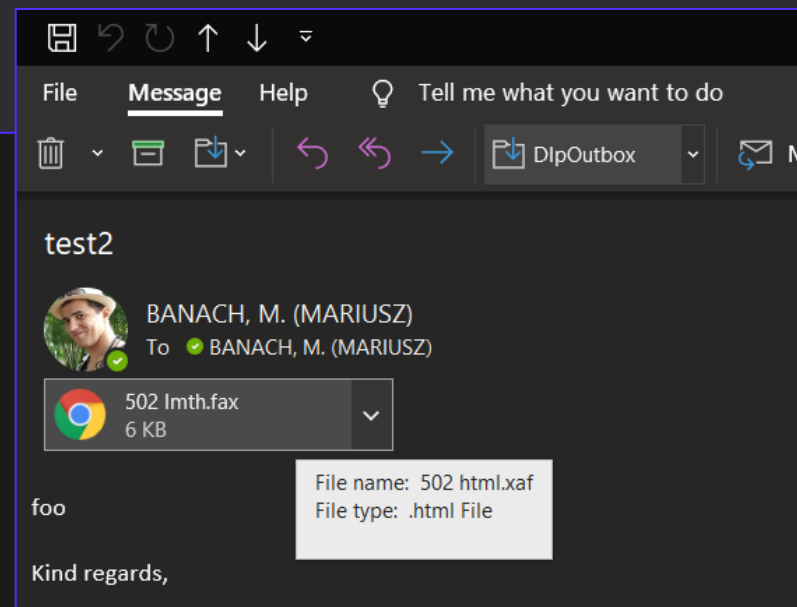 File Message Help Tell me what you want to do
DlpOutbox M
test2
BANACH, M. (MARIUSZ)
To BANACH, M. (MARIUSZ)
502 lmth.fax
6 KB
File name: 502 html.xaf
File type: .html File
foo
Kind regards,